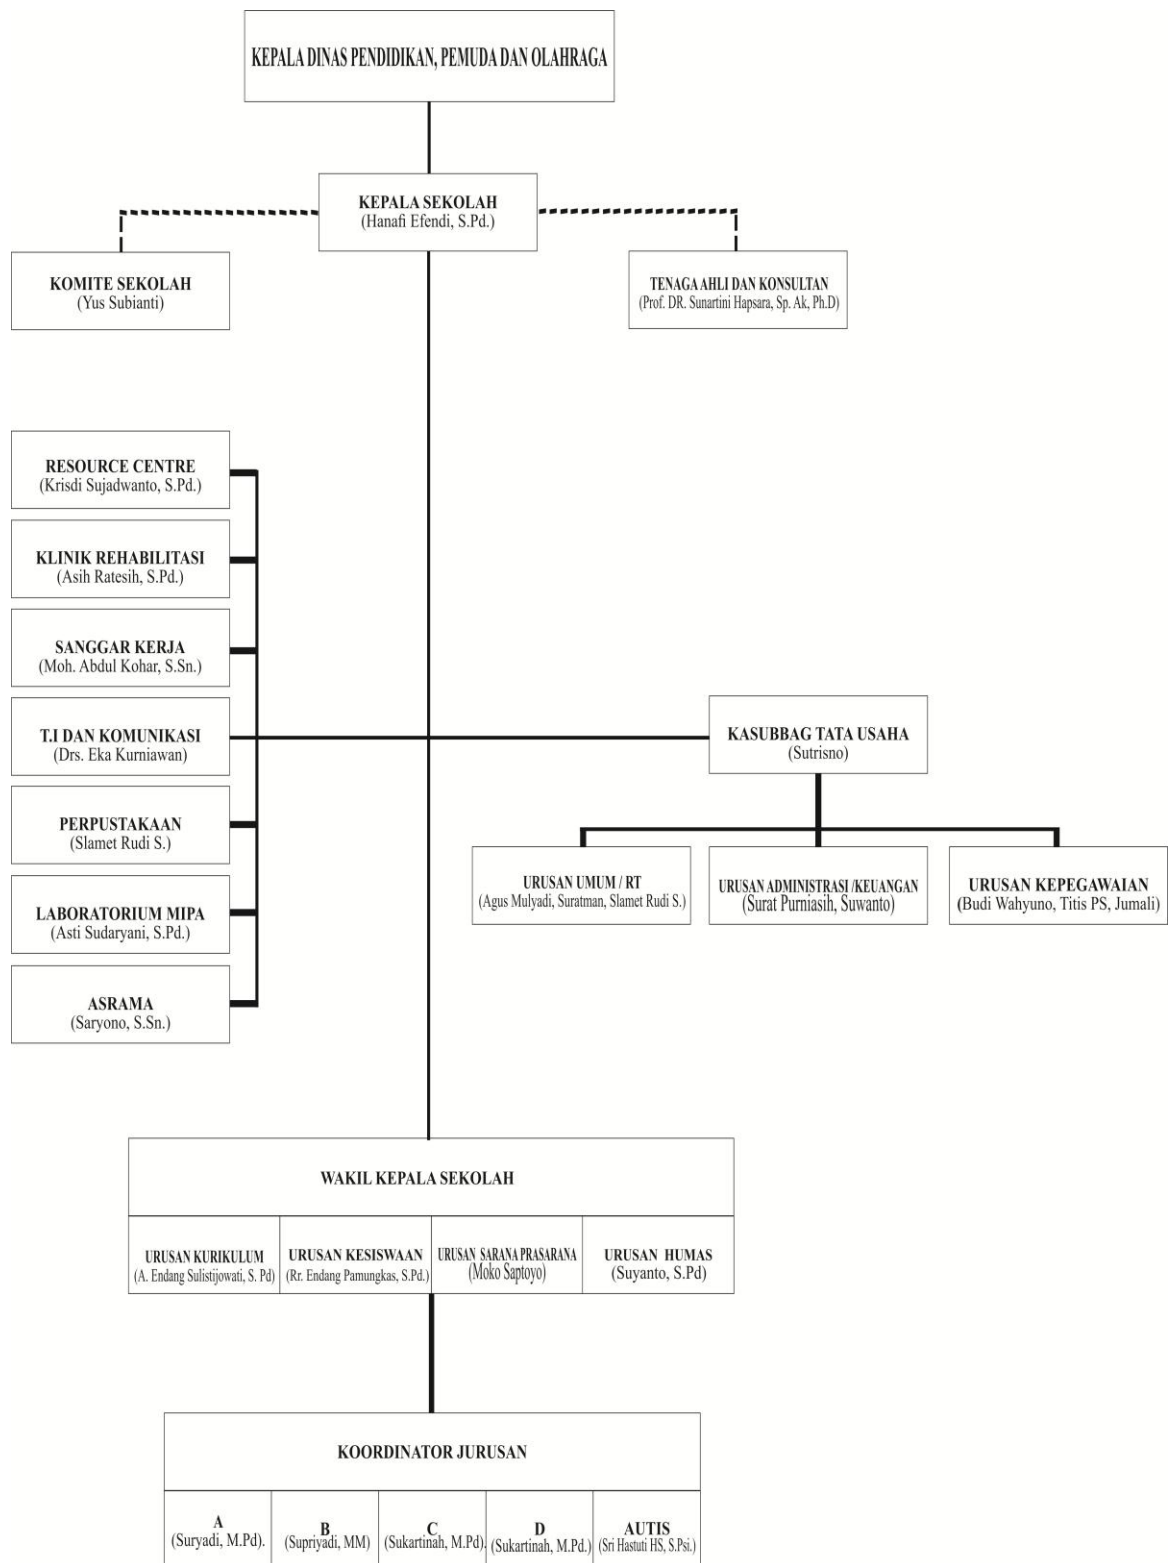 KEPALA DINAS PENDIDIKAN, PEMUDA DAN OLAHRAGA
KEPALA SEKOLAH
(Hanafi Efendi, S.Pd.)
KOMITE SEKOLAH
(Yus Subianti)
TENAGA AHLI DAN KONSULTAN
(Prof. DR. Sunartini Hapsara, Sp. Ak, Ph.D)
RESOURCE CENTRE
(Krisdi Sujadwanto, S.Pd.)
KLINIK REHABILITASI
(Asih Ratesih, S.Pd.)
SANGGAR KERJA
(Moh. Abdul Kohar, S.Sn.)
T.I DAN KOMUNIKASI
(Drs. Eka Kurniawan)
KASUBBAG TATA USAHA
(Sutrisno)
PERPUSTAKAAN
(Slamet Rudi S.)
URUSAN UMUM / RT
(Agus Mulyadi, Suratman, Slamet Rudi S.)
URUSAN ADMINISTRASI /KEUANGAN
(Surat Purniasih, Suwanto)
URUSAN KEPEGAWAIAN
(Budi Wahyuno, Titis PS, Jumali)
LABORATORIUM MIPA
(Asti Sudaryani, S.Pd.)
ASRAMA
(Saryono, S.Sn.)
WAKIL KEPALA SEKOLAH
URUSAN KURIKULUM
(A. Endang Sulistijowati, S. Pd)
URUSAN KESISWAAN
(Rr. Endang Pamungkas, S.Pd.)
URUSAN SARANA PRASARANA
(Moko Saptoyo)
URUSAN HUMAS
(Suyanto, S.Pd)
KOORDINATOR JURUSAN
A
(Suryadi, M.Pd).
B
(Supriyadi, MM)
C
(Sukartinah, M.Pd).
D
(Sukartinah, M.Pd.)
AUTIS
(Sri Hastuti HS, S.Psi.)